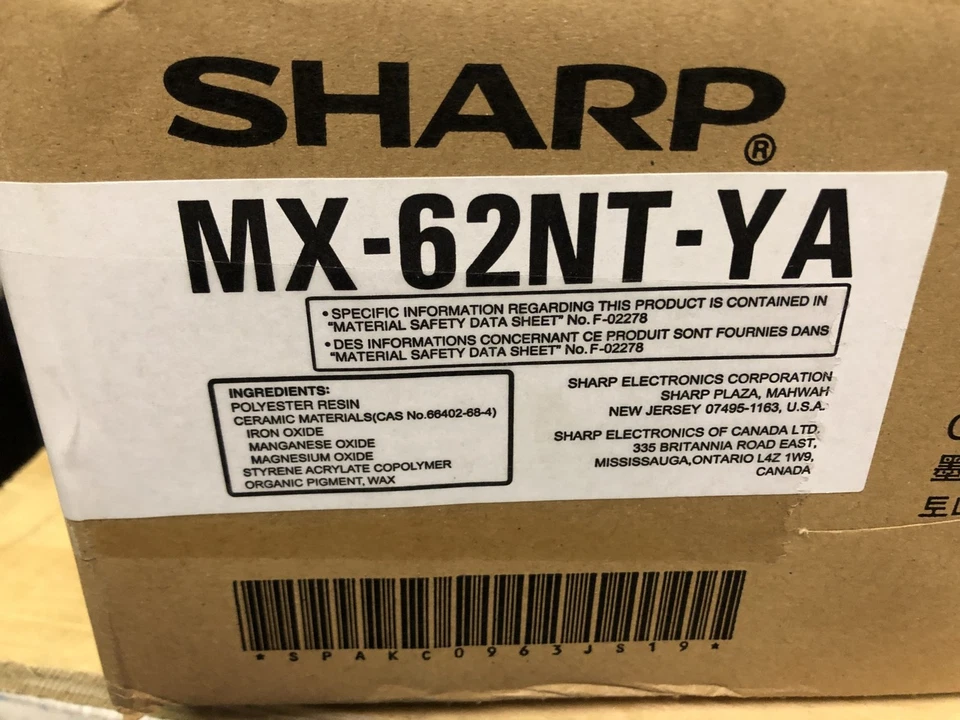 SHARP®
MX-62NT-YA
• SPECIFIC INFORMATION REGARDING THIS PRODUCT IS CONTAINED IN
"MATERIAL SAFETY DATA SHEET" No. F-02278
• DES INFORMATIONS CONCERNANT CE PRODUIT SONT FOURNIES DANS
"MATERIAL SAFETY DATA SHEET" No. F-02278
INGREDIENTS:
POLYESTER RESIN
CERAMIC MATERIALS(CAS No.66402-68-4)
IRON OXIDE
MANGANESE OXIDE
MAGNESIUM OXIDE
STYRENE ACRYLATE COPOLYMER
ORGANIC PIGMENT, WAX
SHARP ELECTRONICS CORPORATION
SHARP PLAZA, MAHWAH
NEW JERSEY 07495-1163, U.S.A.
SHARP ELECTRONICS OF CANADA LTD.
335 BRITANNIA ROAD EAST,
MISSISSAUGA,ONTARIO L4Z 1W9,
CANADA
墨
토
*SPAKC0963JS19*